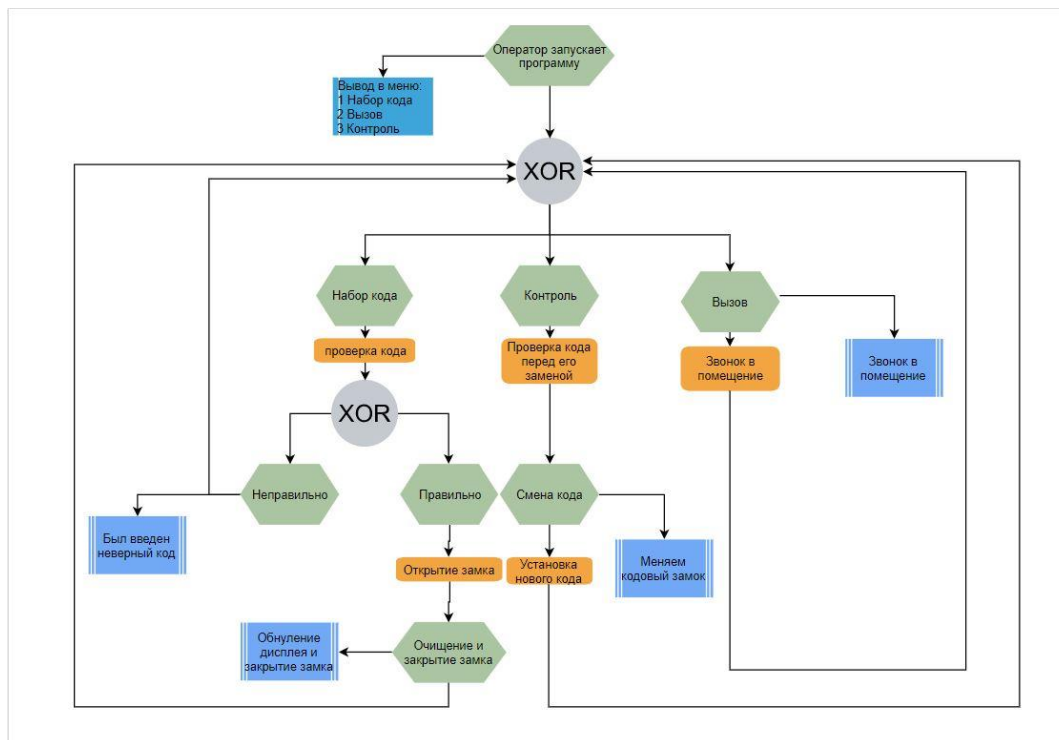 Оператор запускает
программу
Вывод в меню:
1 Набор кода
2 Вызов
3 Контроль
XOR
Набор кода
Контроль
Вызов
проверка кода
Проверка кода
перед его
заменой
Звонок в
помещение
Звонок в
помещение
XOR
Неправильно
Правильно
Смена кода
Был введен
неверный код
Открытие замка
Установка
нового кода
Меняем
кодовый замок
Обнуление
дисплея и
закрытие замка
Очищение и
закрытие замка